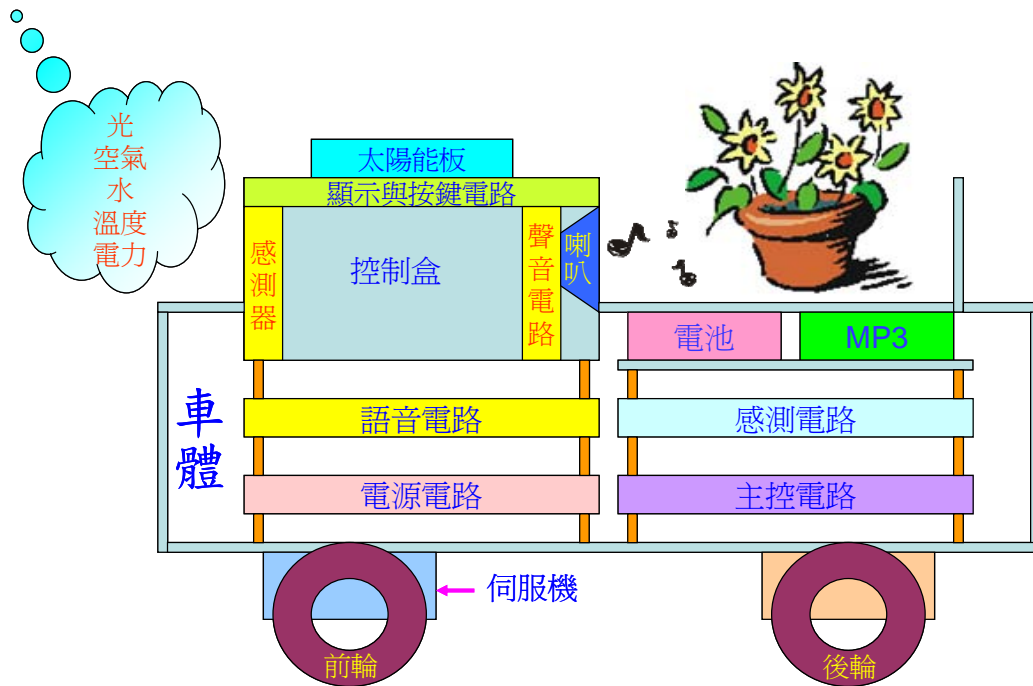 光
空氣
水
溫度
電力
太陽能板
顯示與按鍵電路
感測器
控制盒
聲音電路
喇叭
電池
MP3
車體
語音電路
感測電路
電源電路
主控電路
伺服機
前輪
後輪